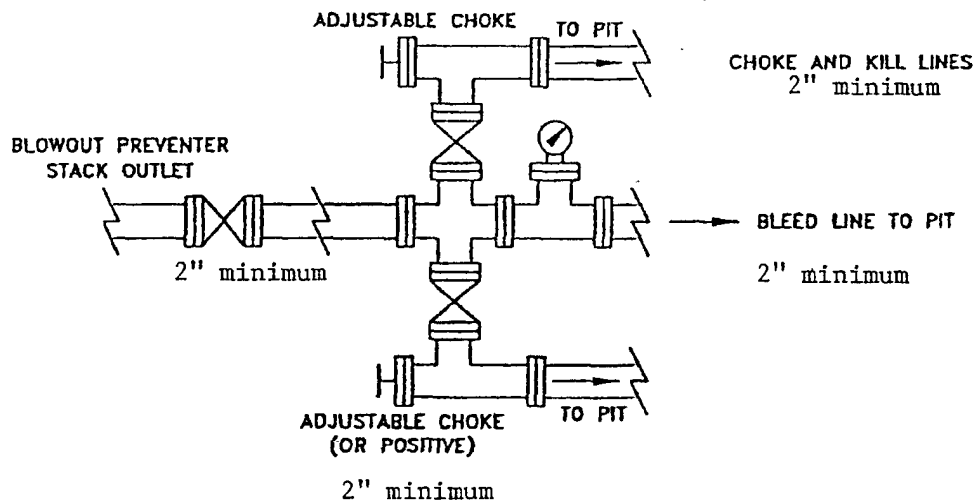 ADJUSTABLE CHOKE
TO PIT
CHOKE AND KILL LINES
2" minimum
BLOWOUT PREVENTER
STACK OUTLET
2" minimum
BLEED LINE TO PIT
2" minimum
TO PIT
ADJUSTABLE CHOKE
(OR POSITIVE)
2" minimum